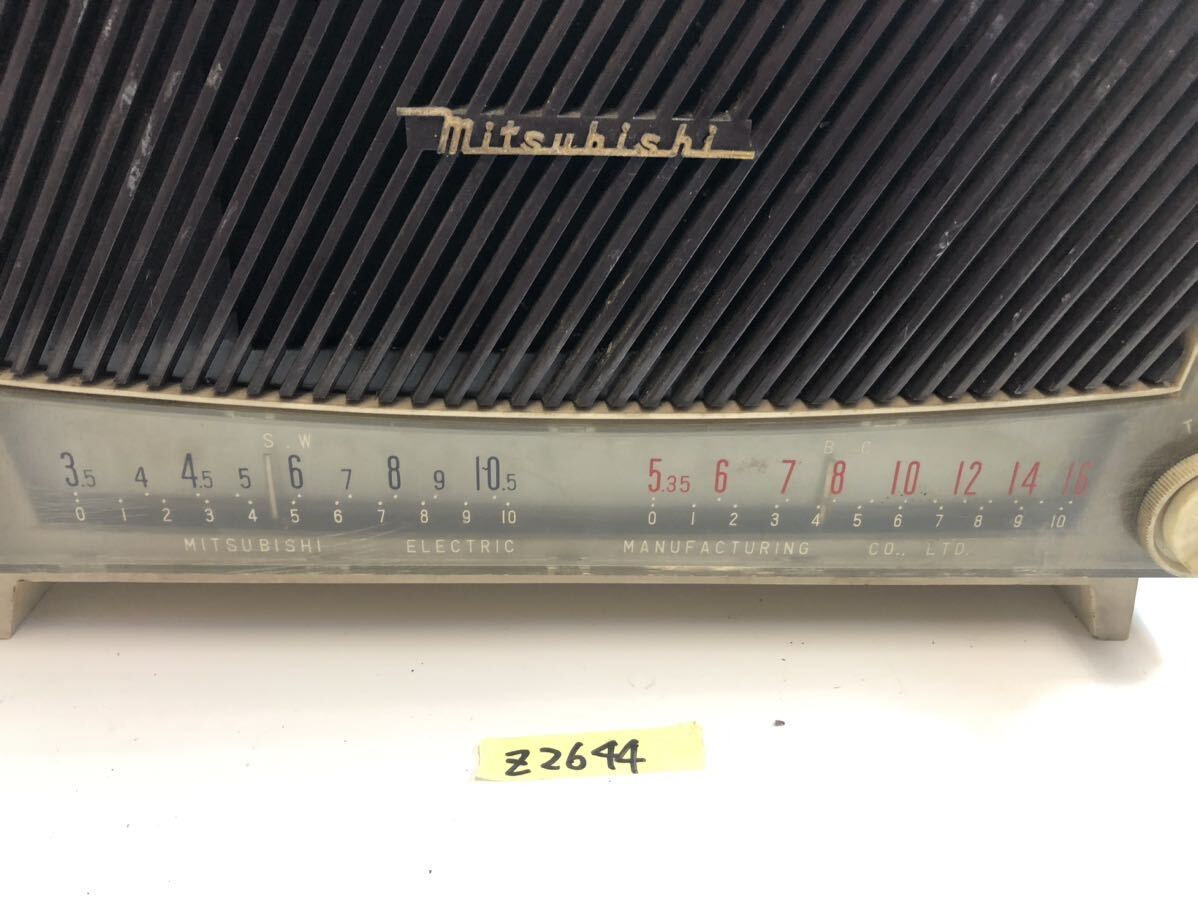 Mitsubishi
S.W B C
3.5 4 4.5 5 6 7 8 9 10.5 5.35 6 7 8 10 12 14 16
0 1 2 3 4 5 6 7 8 9 10 0 1 2 3 4 5 6 7 8 9 10
MITSUBISHI ELECTRIC MANUFACTURING CO., LTD.
T
Z2644